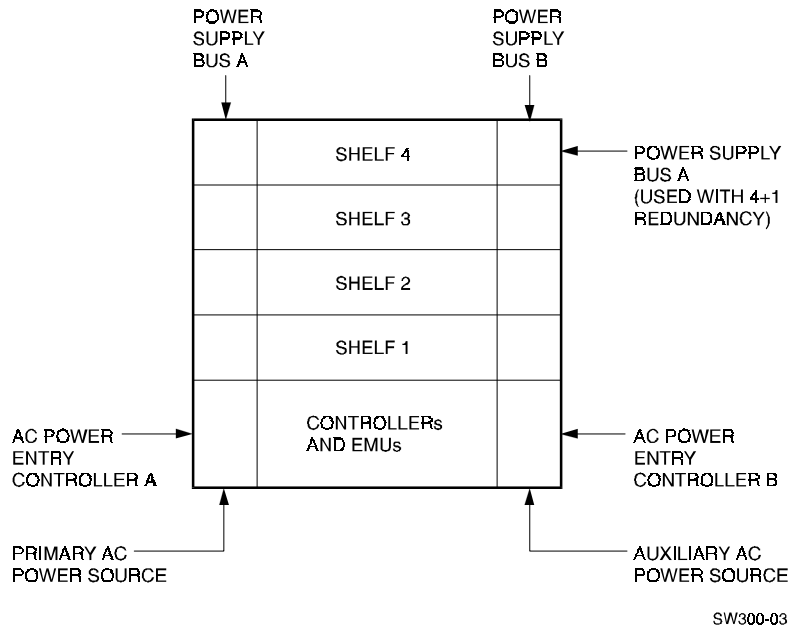 POWER
SUPPLY
BUS A
POWER
SUPPLY
BUS B
SHELF 4
POWER SUPPLY
BUS A
(USED WITH 4+1
REDUNDANCY)
SHELF 3
SHELF 2
SHELF 1
CONTROLLERs
AND EMUs
AC POWER
ENTRY
CONTROLLER A
AC POWER
ENTRY
CONTROLLER B
PRIMARY AC
POWER SOURCE
AUXILIARY AC
POWER SOURCE
SW300-03